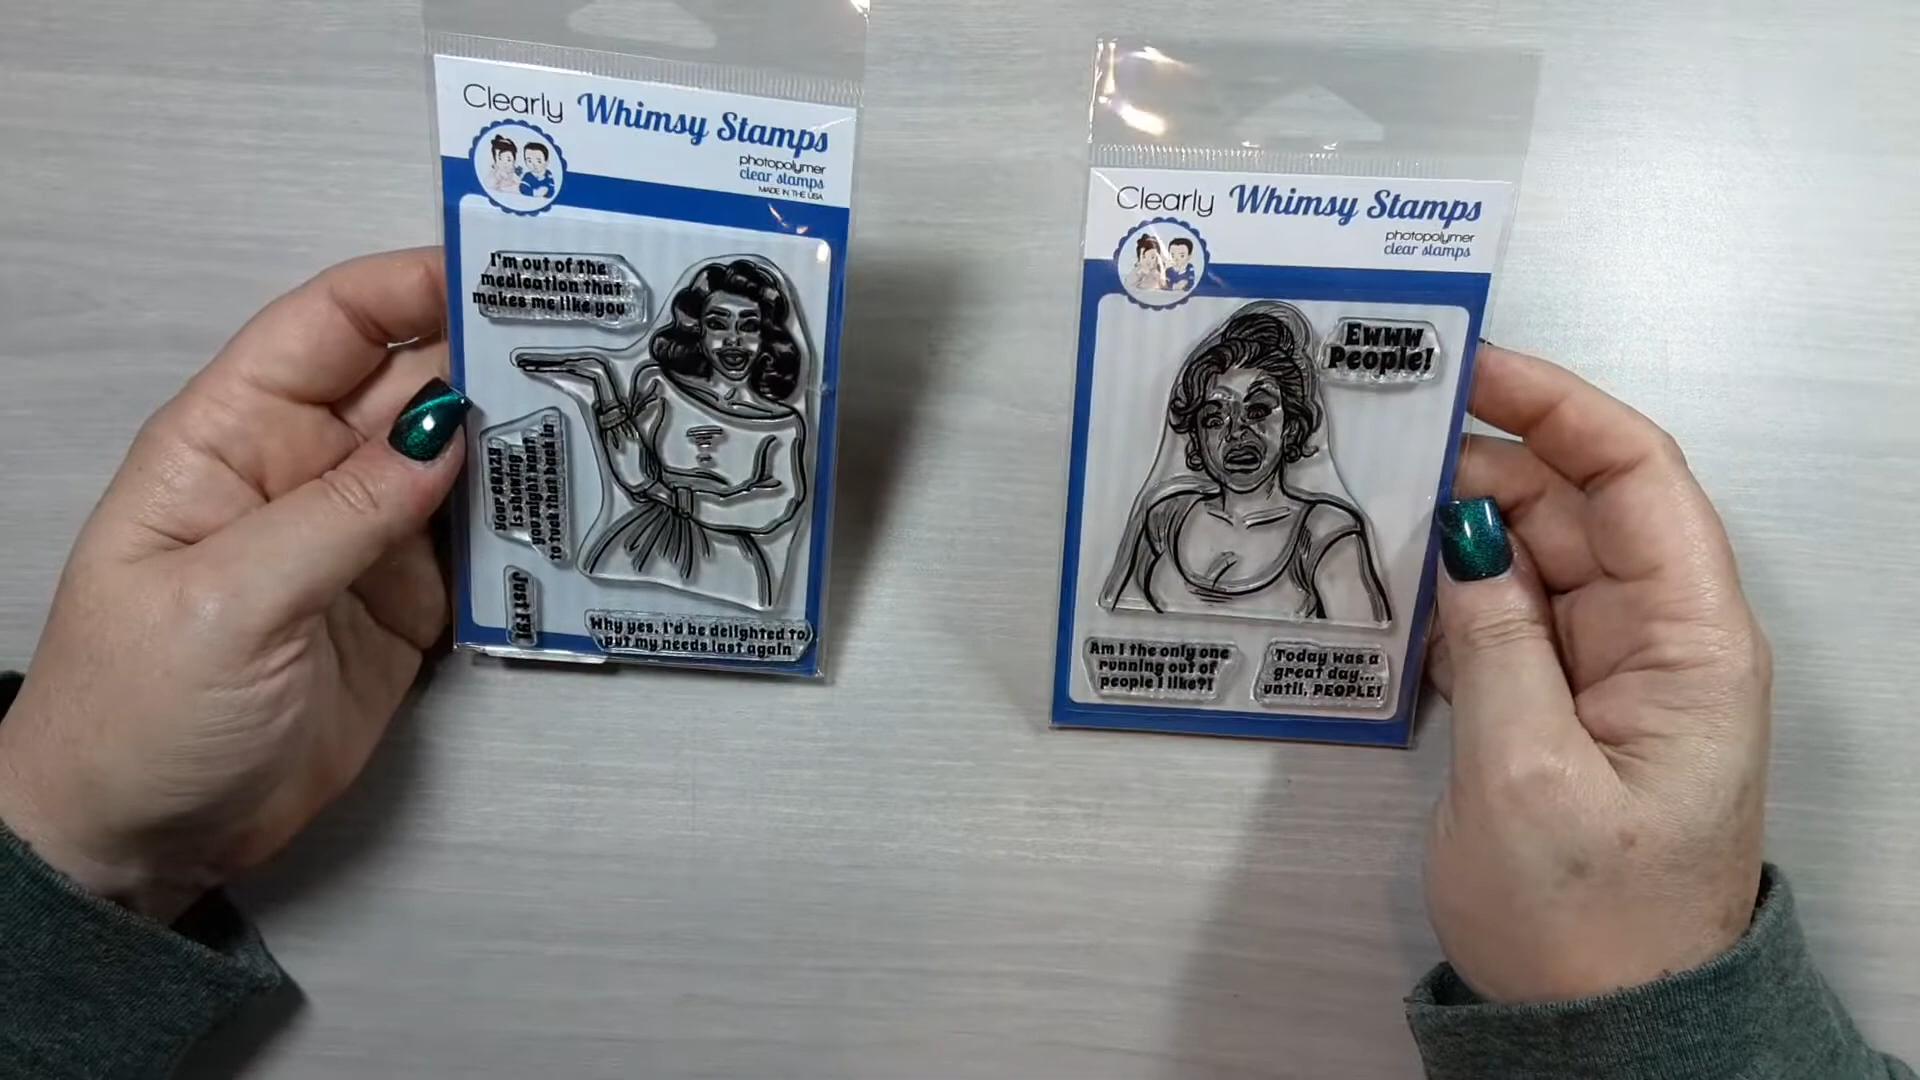 Clearly Whimsy Stamps
photopolymer
clear stamps
MADE IN THE USA
I'm out of the
medication that
makes me like you
Your CRAZY
is showing
you might want
to tuck that back in
Just FYI
Why yes, I'd be delighted to
put my needs last again
Clearly Whimsy Stamps
photopolymer
clear stamps
Ewww
People!
Am I the only one
running out of
people I like?!
Today was a
great day...
until, PEOPLE!